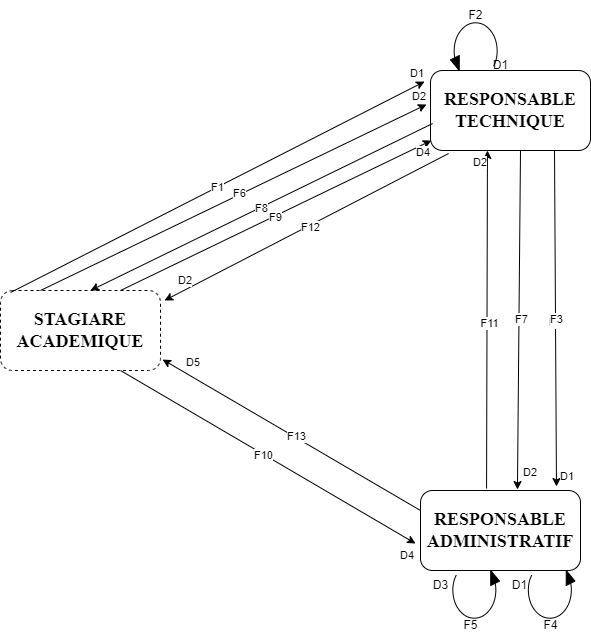 F2
D1
D1
RESPONSABLE
TECHNIQUE
D2
D4
D2
F1
F6
F8
F9
F12
D2
STAGIARE
ACADEMIQUE
F11
F7
F3
D5
F13
F10
D2
D1
RESPONSABLE
ADMINISTRATIF
D4
D3
D1
F5
F4